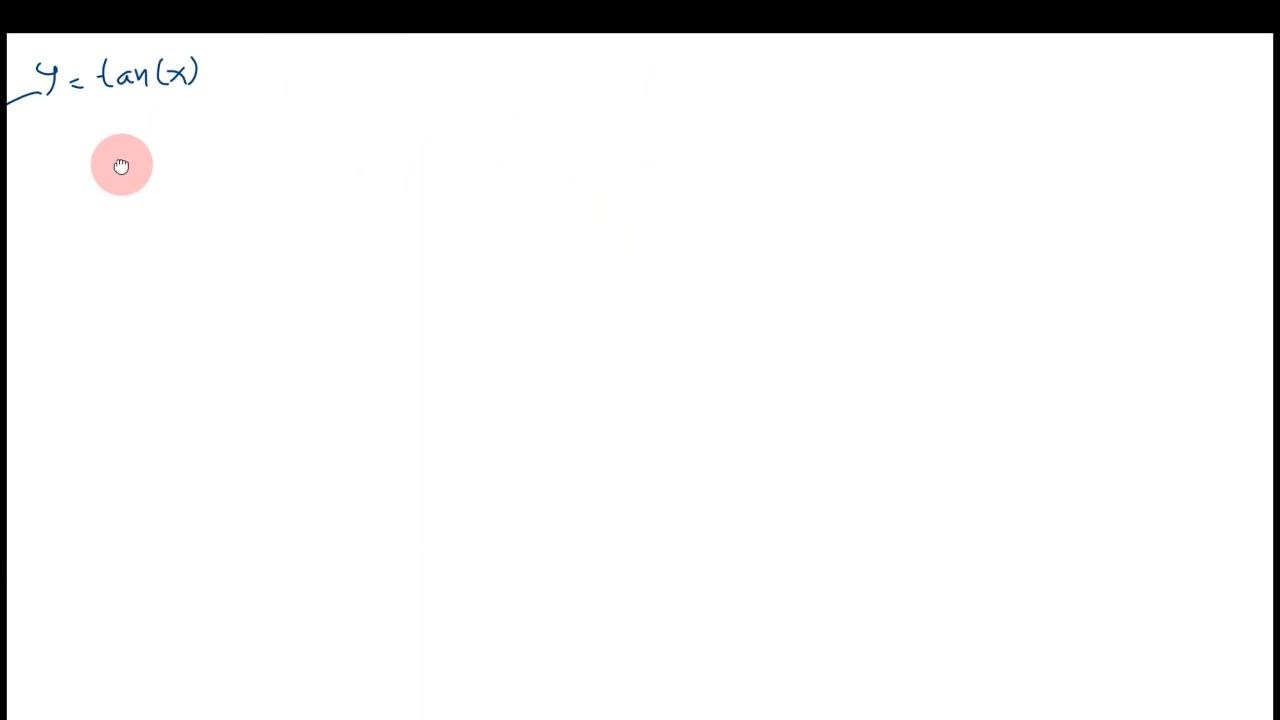 y = tan(x)